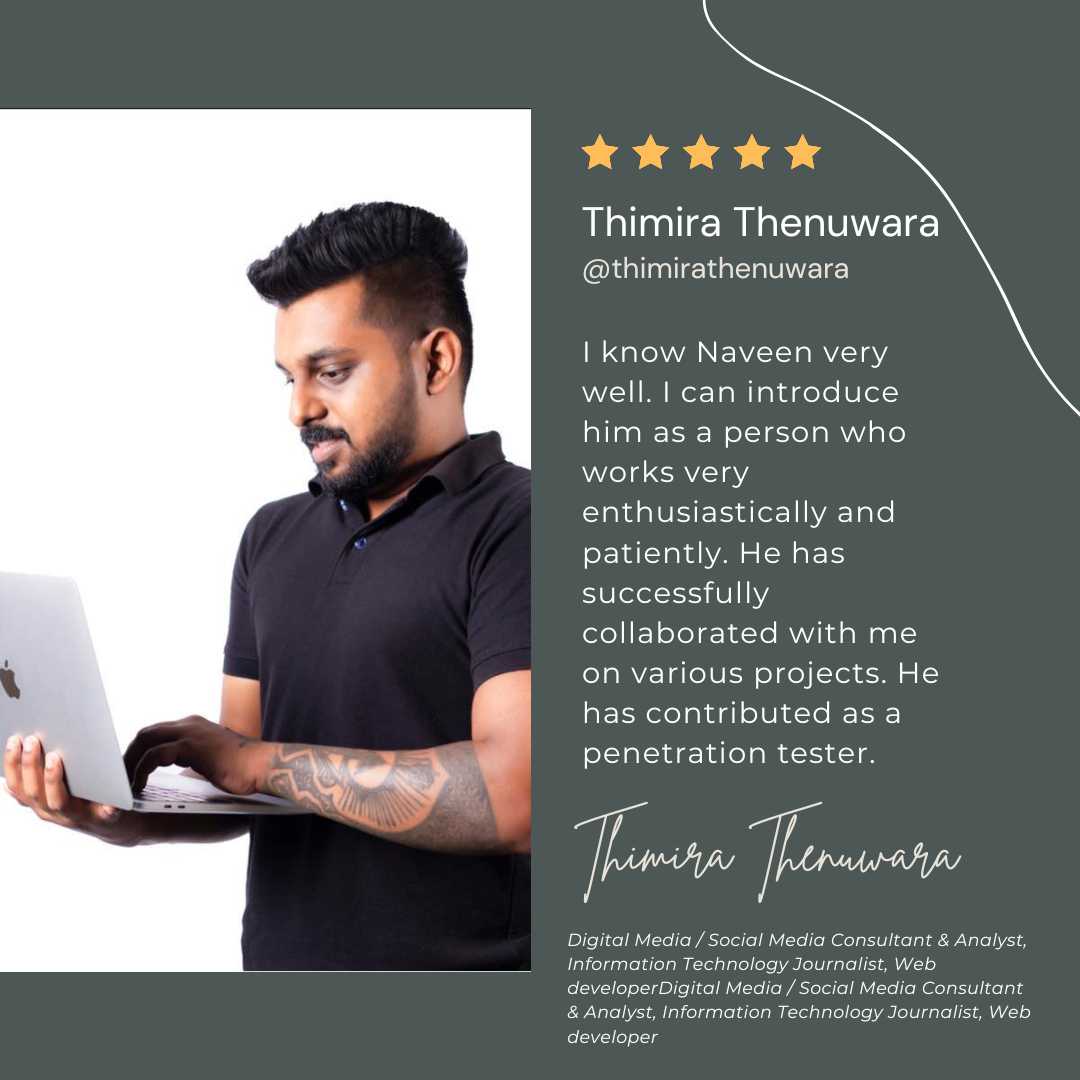 Thimira Thenuwara
@thimirathenuwara
I know Naveen very
well. I can introduce
him as a person who
works very
enthusiastically and
patiently. He has
successfully
collaborated with me
on various projects. He
has contributed as a
penetration tester.
Thimira Thenuwara
Digital Media / Social Media Consultant & Analyst,
Information Technology Journalist, Web
developerDigital Media / Social Media Consultant
& Analyst, Information Technology Journalist, Web
developer